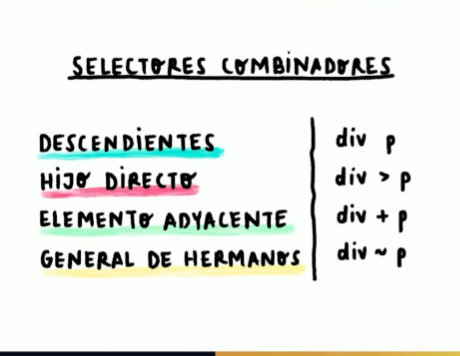 SELECTORES COMBINADORES
DESCENDIENTES div p
HIJO DIRECTO div > p
ELEMENTO ADYACENTE div + p
GENERAL DE HERMANOS div ~ p